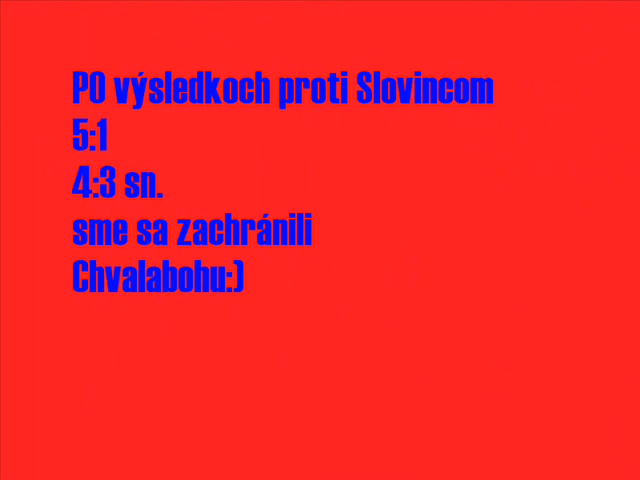 PO výsledkoch proti Slovincom
5:1
4:3 sn.
sme sa zachránili
Chvalabohu:)